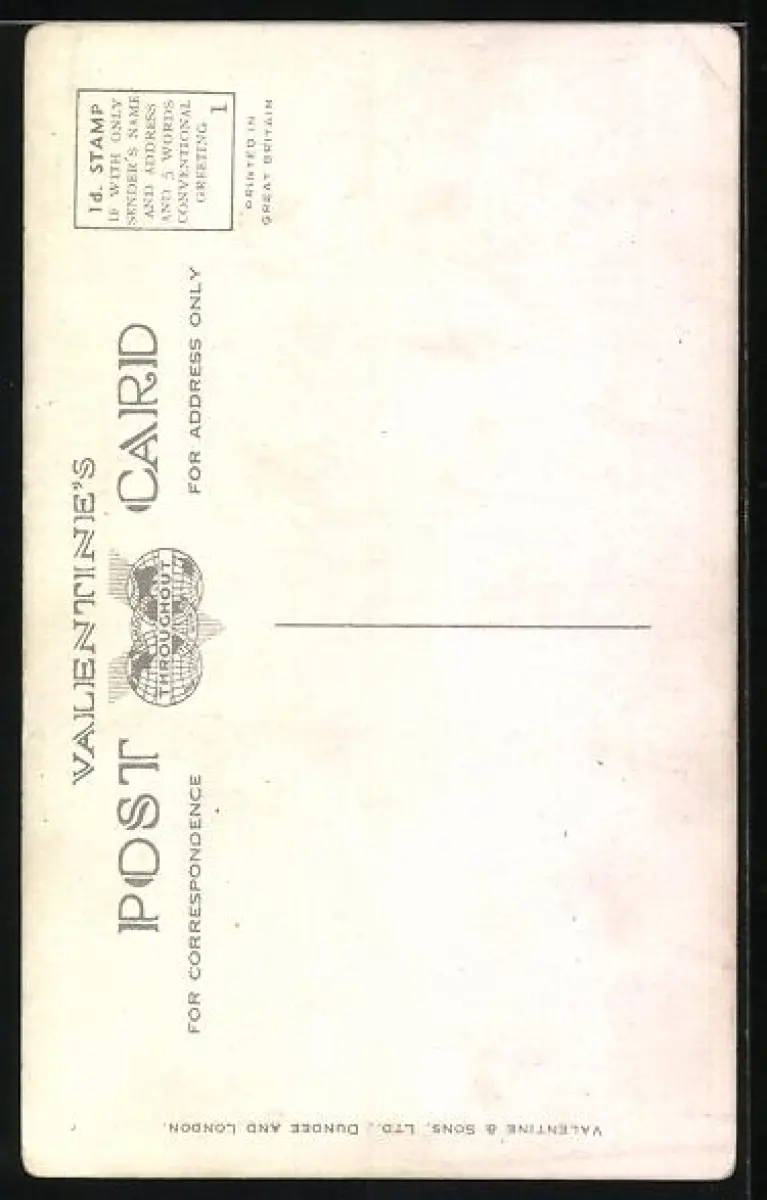 VALENTINE'S
POST CARD
THROUGHOUT
FOR CORRESPONDENCE
FOR ADDRESS ONLY
1d. STAMP
IF WITH ONLY
SENDER'S NAME
AND ADDRESS
AND 5 WORDS
CONVENTIONAL
GREETING
1
PRINTED IN
GREAT BRITAIN
VALENTINE & SONS, LTD., DUNDEE AND LONDON.